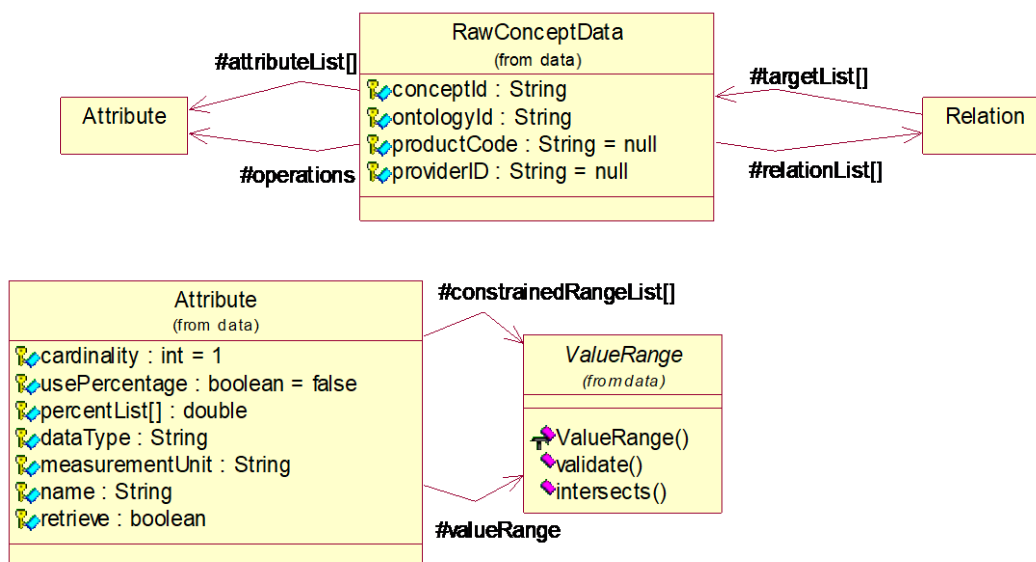 RawConceptData
(from data)
#attributeList[]
#targetList[]
conceptId : String
ontologyId : String
productCode : String = null
providerID : String = null
Attribute
Relation
#operations
#relationList[]
Attribute
(from data)
cardinality : int = 1
usePercentage : boolean = false
percentList[] : double
dataType : String
measurementUnit : String
name : String
retrieve : boolean
#constrainedRangeList[]
ValueRange
(from data)
ValueRange()
validate()
intersects()
#valueRange